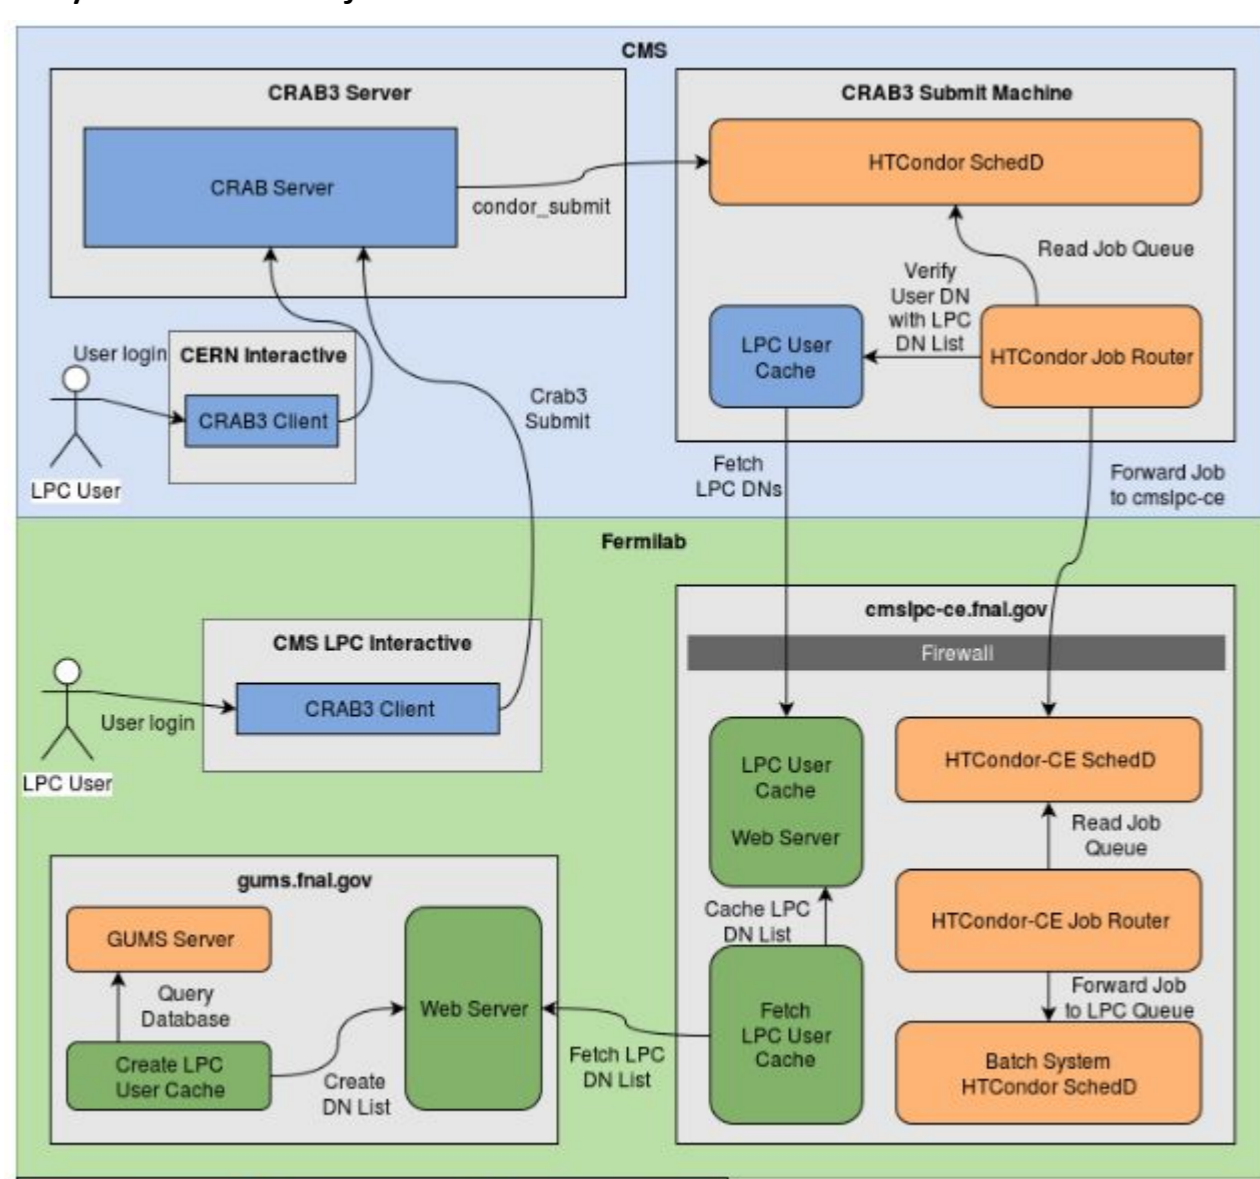 CMS
CRAB3 Server
CRAB Server
condor_submit
CRAB3 Submit Machine
HTCondor SchedD
Read Job Queue
Verify
User DN
with LPC
DN List
LPC User
Cache
HTCondor Job Router
User login
CERN Interactive
CRAB3 Client
LPC User
Crab3
Submit
Fetch
LPC DNs
Forward Job
to cmslpc-ce
Fermilab
CMS LPC Interactive
CRAB3 Client
User login
LPC User
cmslpc-ce.fnal.gov
Firewall
LPC User
Cache
Web Server
HTCondor-CE SchedD
Read Job
Queue
HTCondor-CE Job Router
Cache LPC
DN List
Forward Job
to LPC Queue
Fetch
LPC User
Cache
Batch System
HTCondor SchedD
gums.fnal.gov
GUMS Server
Query
Database
Create LPC
User Cache
Create
DN List
Web Server
Fetch LPC
DN List